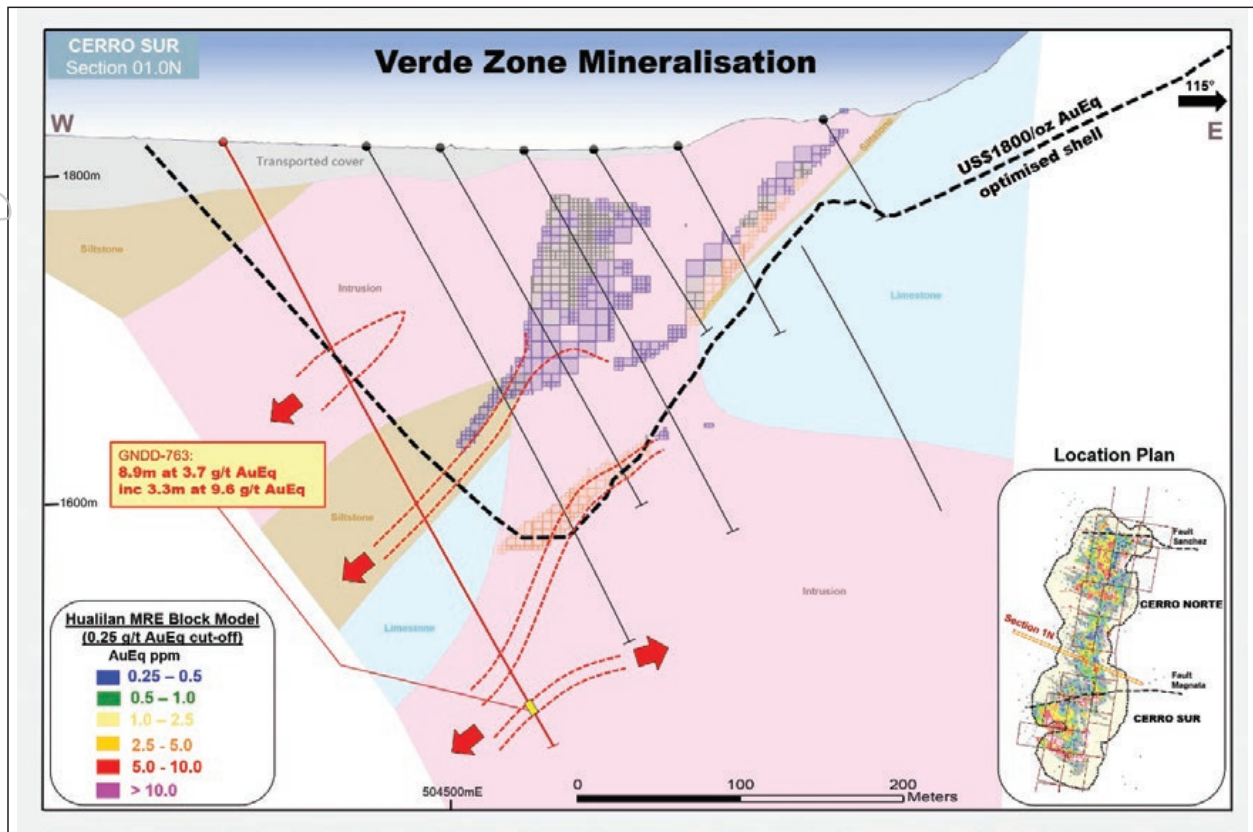 CERRO SUR
Section 01.0N
Verde Zone Mineralisation
115°
W
E
US$1800/oz AuEq
optimised shell
Transported cover
1800m
Siltstone
Siltstone
Intrusion
Limestone
GNDD-763:
8.9m at 3.7 g/t AuEq
inc 3.3m at 9.6 g/t AuEq
1600m
Siltstone
Limestone
Intrusion
Location Plan
Fault
Sanchez
CERRO NORTE
Section 1N
Fault
Magnata
CERRO SUR
Hualilan MRE Block Model
(0.25 g/t AuEq cut-off)
AuEq ppm
0.25 – 0.5
0.5 – 1.0
1.0 – 2.5
2.5 - 5.0
5.0 - 10.0
> 10.0
504500mE
0 100 200
Meters